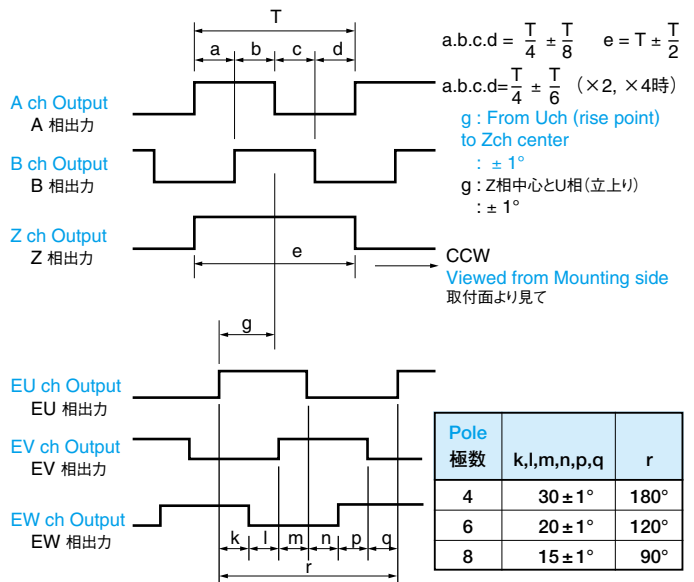 T
a b c d
a.b.c.d = T/4 ± T/8 e = T ± T/2
a.b.c.d=T/4 ± T/6 (×2, ×4時)
g : From Uch (rise point)
to Zch center
: ± 1°
g : Z相中心とU相(立上り)
: ± 1°
A ch Output
A 相出力
B ch Output
B 相出力
Z ch Output
Z 相出力
e
CCW
Viewed from Mounting side
取付面より見て
g
EU ch Output
EU 相出力
EV ch Output
EV 相出力
EW ch Output
EW 相出力
k l m n p q
r
Pole
極数 k,l,m,n,p,q r
4 30±1° 180°
6 20±1° 120°
8 15±1° 90°